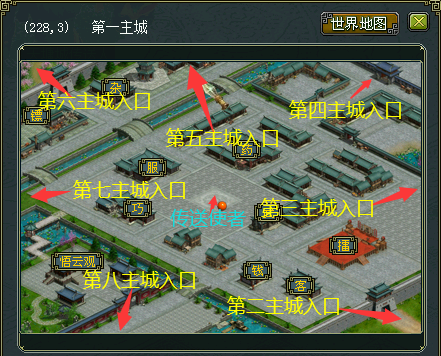 (228,3) 第一主城
世界地图
杂
第六主城入口
第四主城入口
镖
第五主城入口
药
服
第七主城入口
巧
第三主城入口
传送使者
擂
悟云观
钱
第八主城入口
客
第二主城入口